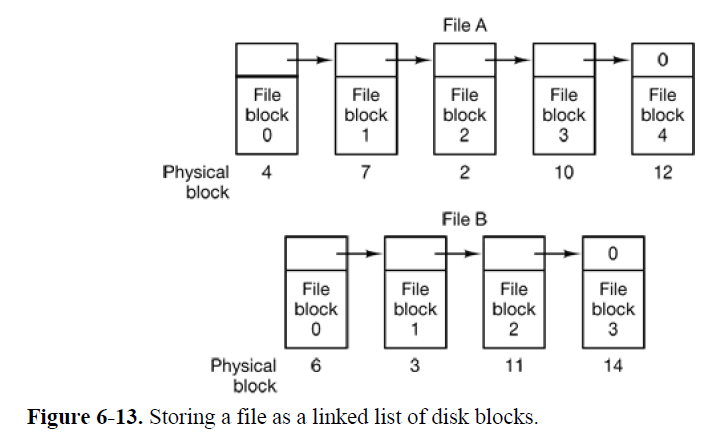 File A
0
File File File File File
block block block block block
0 1 2 3 4
Physical 4 7 2 10 12
block
File B
0
File File File File
block block block block
0 1 2 3
Physical 6 3 11 14
block
Figure 6-13. Storing a file as a linked list of disk blocks.